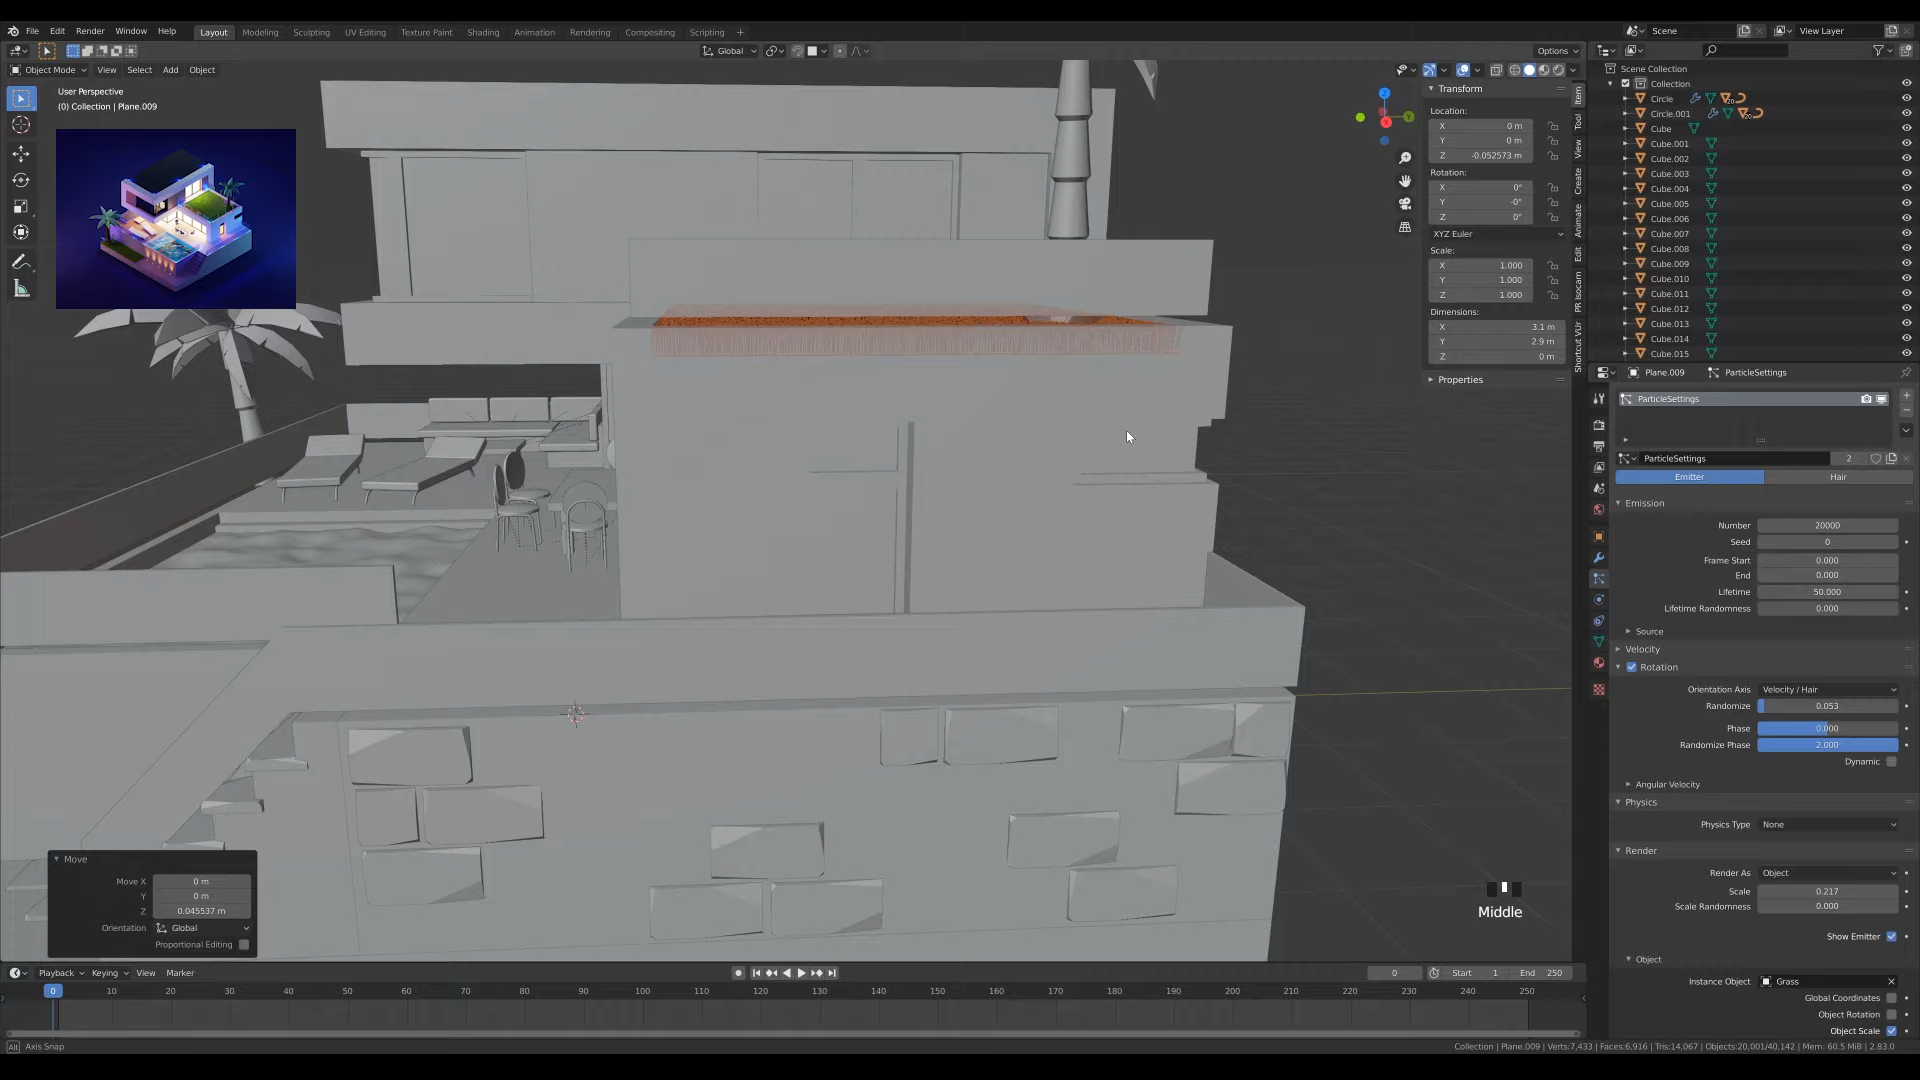 File Edit Render Window Help Layout Modeling Sculpting UV Editing Texture Paint Shading Animation Rendering Compositing Scripting + Scene View Layer
Global Options
Object Mode View Select Add Object
User Perspective
(0) Collection | Plane.009
Transform
Location:
X 0 m
Y 0 m
Z -0.052573 m
Rotation:
X 0°
Y -0°
Z 0°
XYZ Euler
Scale:
X 1.000
Y 1.000
Z 1.000
Dimensions:
X 3.1 m
Y 2.9 m
Z 0 m
Properties
Item
Tool
View
Create
Animate
Edit
PR Isocam
Shortcut VUr
Scene Collection
Collection
Circle
Circle.001
Cube
Cube.001
Cube.002
Cube.003
Cube.004
Cube.005
Cube.006
Cube.007
Cube.008
Cube.009
Cube.010
Cube.011
Cube.012
Cube.013
Cube.014
Cube.015
Plane.009 ParticleSettings
ParticleSettings
ParticleSettings 2
Emitter Hair
Emission
Number 20000
Seed 0
Frame Start 0.000
End 0.000
Lifetime 50.000
Lifetime Randomness 0.000
Source
Velocity
Rotation
Orientation Axis Velocity / Hair
Randomize 0.053
Phase 0.000
Randomize Phase 2.000
Dynamic
Angular Velocity
Physics
Physics Type None
Render
Render As Object
Scale 0.217
Scale Randomness 0.000
Show Emitter
Object
Instance Object Grass
Global Coordinates
Object Rotation
Object Scale
Move
Move X 0 m
Y 0 m
Z 0.045537 m
Orientation Global
Proportional Editing
Middle
Playback Keying View Marker 0 Start 1 End 250
0 10 20 30 40 50 60 70 80 90 100 110 120 130 140 150 160 170 180 190 200 210 220 230 240 250
Alt Axis Snap
Collection | Plane.009 | Verts:7,433 | Faces:6,916 | Tris:14,067 | Objects:20,001/40,142 | Mem: 60.5 MiB | 2.83.0